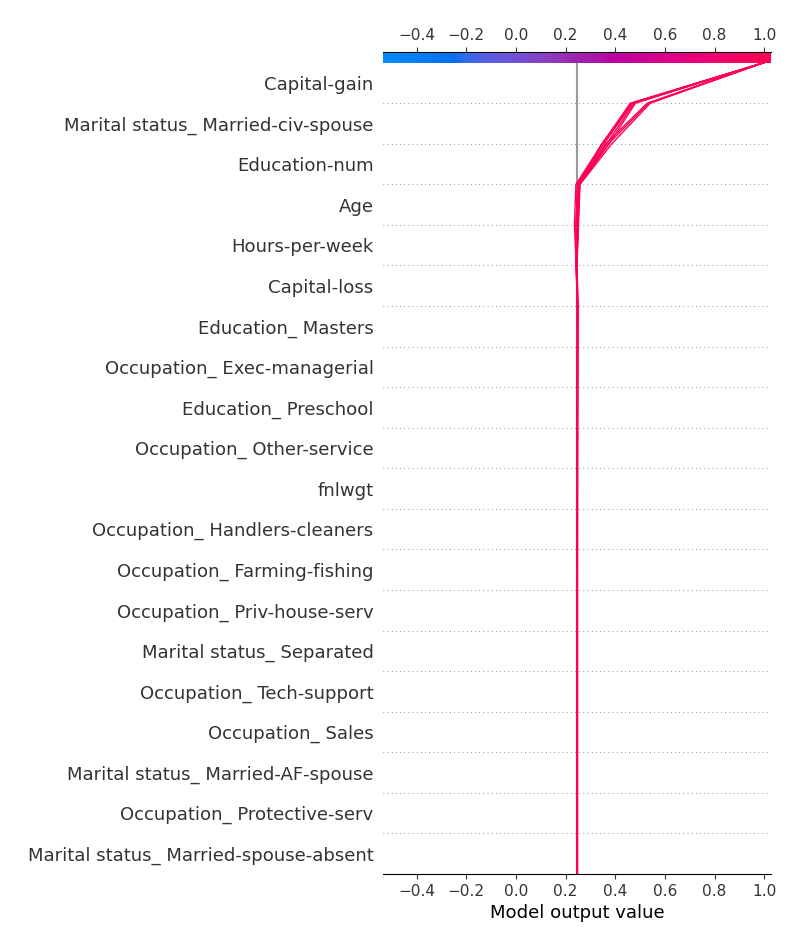 −0.4 −0.2 0.0 0.2 0.4 0.6 0.8 1.0
Capital-gain
Marital status_ Married-civ-spouse
Education-num
Age
Hours-per-week
Capital-loss
Education_ Masters
Occupation_ Exec-managerial
Education_ Preschool
Occupation_ Other-service
fnlwgt
Occupation_ Handlers-cleaners
Occupation_ Farming-fishing
Occupation_ Priv-house-serv
Marital status_ Separated
Occupation_ Tech-support
Occupation_ Sales
Marital status_ Married-AF-spouse
Occupation_ Protective-serv
Marital status_ Married-spouse-absent
−0.4 −0.2 0.0 0.2 0.4 0.6 0.8 1.0
Model output value